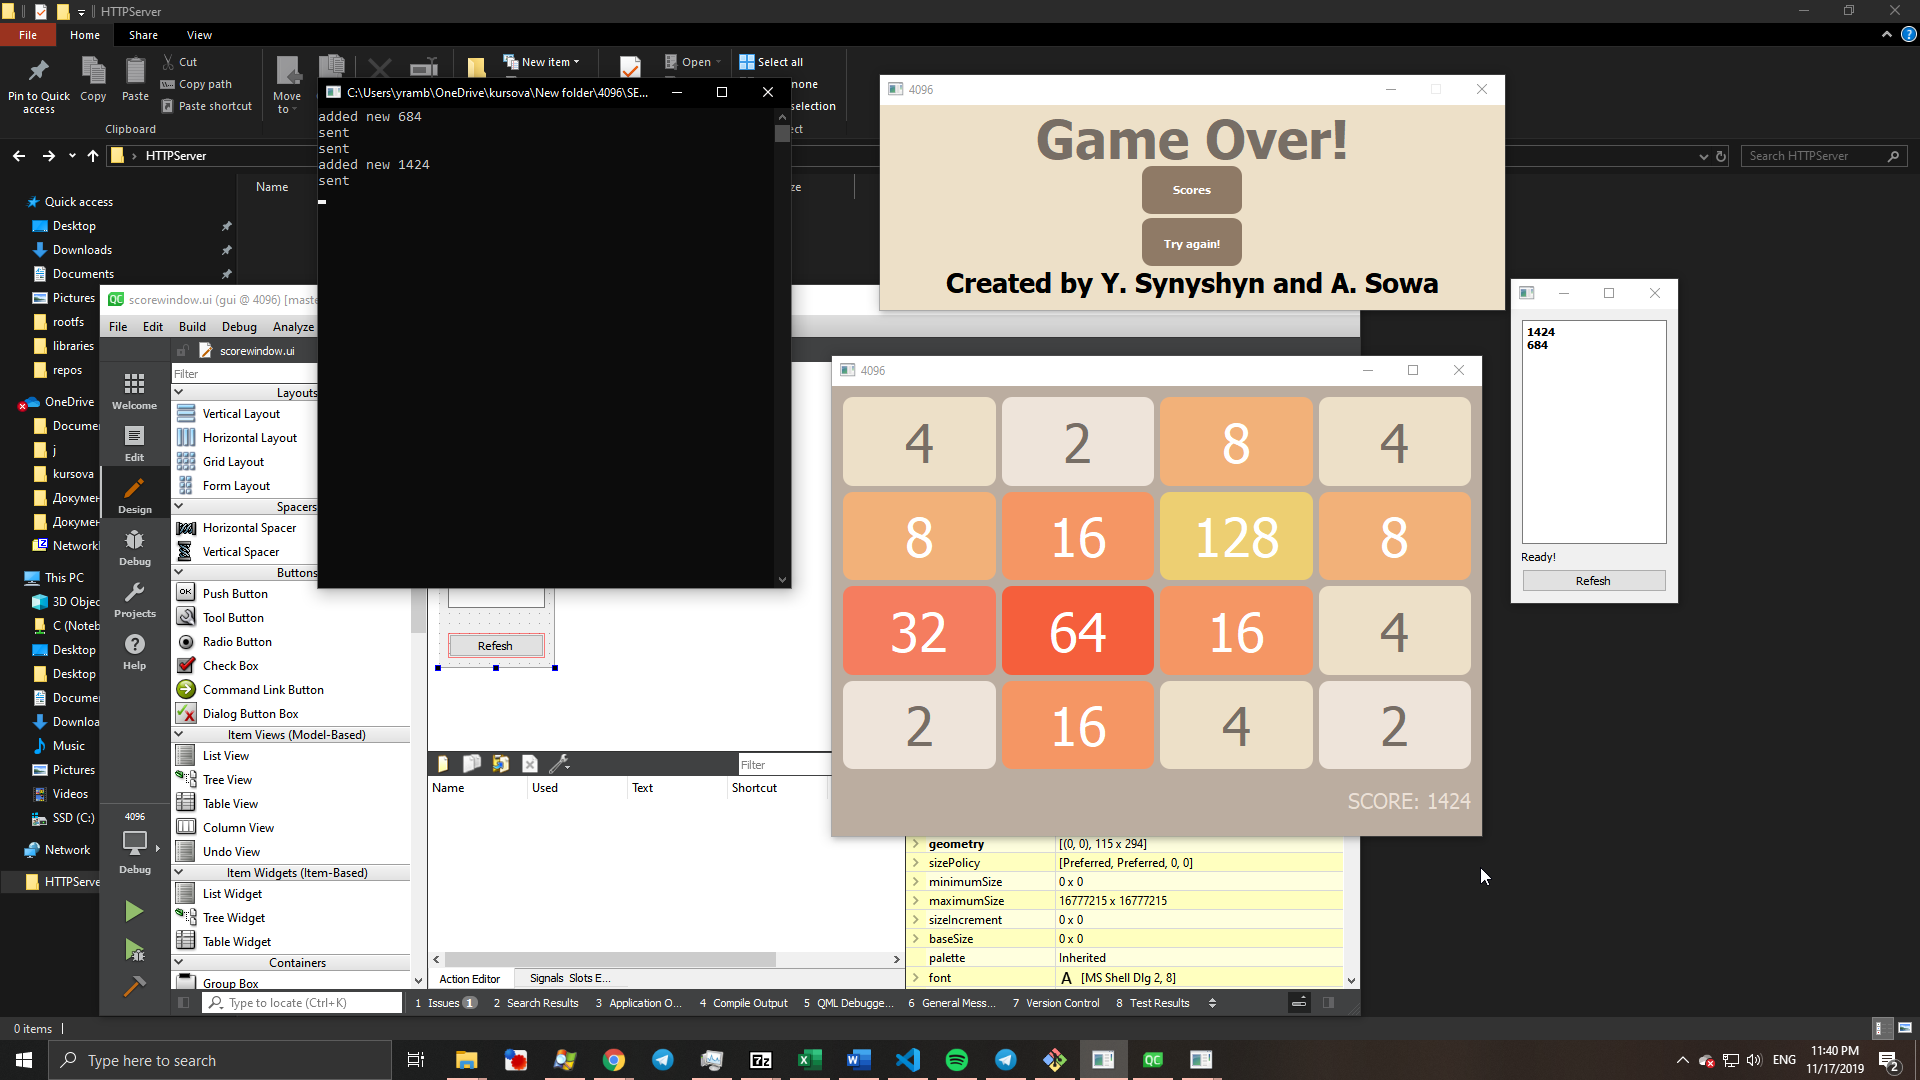 HTTPServer
File
Home
Share
View
Pin to Quick access
Copy
Paste
Cut
Copy path
Paste shortcut
Clipboard
Move to
New item
Open
Select all
none
selection
ect
HTTPServer
Search HTTPServer
Name
ze
Quick access
Desktop
Downloads
Documents
Pictures
rootfs
libraries
repos
OneDrive
Docume
j
kursova
Докумен
Докумен
Network
This PC
3D Objec
C (Noteb
Desktop
Desktop
Docume
Downloa
Music
Pictures
Videos
SSD (C:)
Network
HTTPServe
0 items
C:\Users\yramb\OneDrive\kursova\New folder\4096\SE...
added new 684
sent
sent
added new 1424
sent
scorewindow.ui (gui @ 4096) [maste
File
Edit
Build
Debug
Analyze
scorewindow.ui
Welcome
Edit
Design
Debug
Projects
Help
4096
Debug
Filter
Layouts
Vertical Layout
Horizontal Layout
Grid Layout
Form Layout
Spacers
Horizontal Spacer
Vertical Spacer
Buttons
OK
Push Button
Tool Button
Radio Button
Check Box
Command Link Button
Dialog Button Box
Item Views (Model-Based)
List View
Tree View
Table View
Column View
Undo View
Item Widgets (Item-Based)
List Widget
Tree Widget
Table Widget
Containers
Group Box
Refesh
Filter
Name
Used
Text
Shortcut
Action Editor
Signals Slots E...
geometry
[(0, 0), 115 x 294]
sizePolicy
[Preferred, Preferred, 0, 0]
minimumSize
0 x 0
maximumSize
16777215 x 16777215
sizeIncrement
0 x 0
baseSize
0 x 0
palette
Inherited
font
A [MS Shell Dlg 2, 8]
Type to locate (Ctrl+K)
1 Issues 1
2 Search Results
3 Application O...
4 Compile Output
5 QML Debugge...
6 General Mess...
7 Version Control
8 Test Results
4096
Game Over!
Scores
Try again!
Created by Y. Synyshyn and A. Sowa
4096
4 2 8 4
8 16 128 8
32 64 16 4
2 16 4 2
SCORE: 1424
1424
684
Ready!
Refesh
Type here to search
7z
QC
ENG
11:40 PM
11/17/2019
2